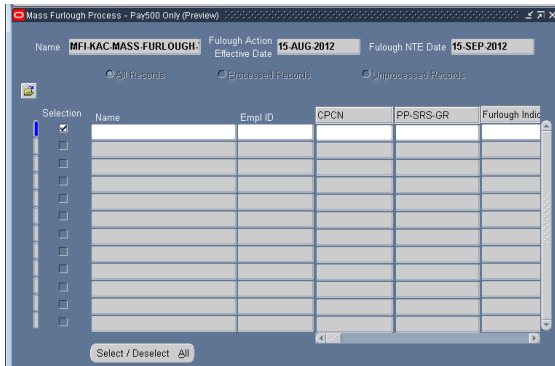 Mass Furlough Process - Pay500 Only (Preview)
Name MFI-KAC-MASS-FURLOUGH- Fulough Action Effective Date 15-AUG-2012 Fulough NTE Date 15-SEP-2012
All Records Processed Records Unprocessed Records
Selection Name Empl ID CPCN PP-SRS-GR Furlough Indic
Select / Deselect All